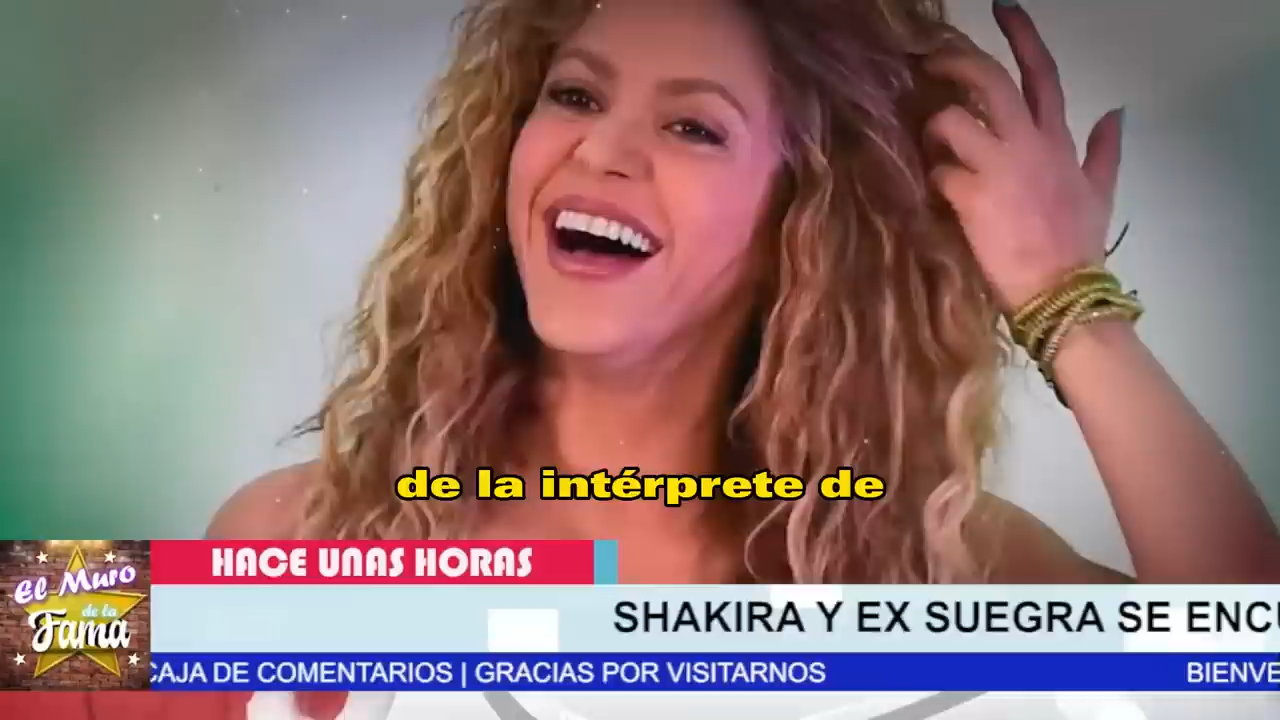 de la intérprete de
HACE UNAS HORAS
El Muro
de la
Fama
SHAKIRA Y EX SUEGRA SE ENCU
CAJA DE COMENTARIOS | GRACIAS POR VISITARNOS
BIENVE